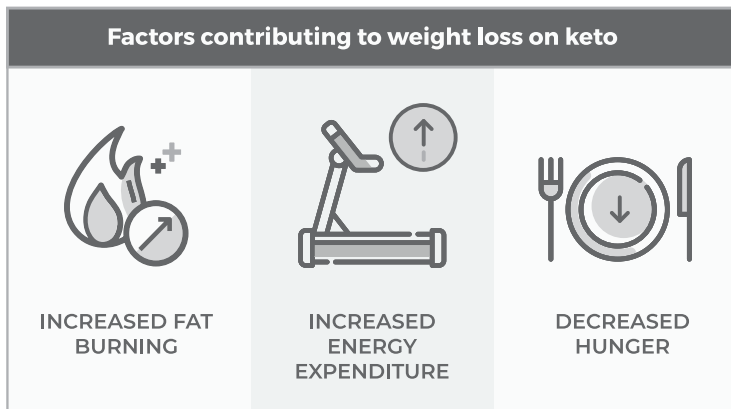 Factors contributing to weight loss on keto
INCREASED FAT
BURNING
INCREASED
ENERGY
EXPENDITURE
DECREASED
HUNGER